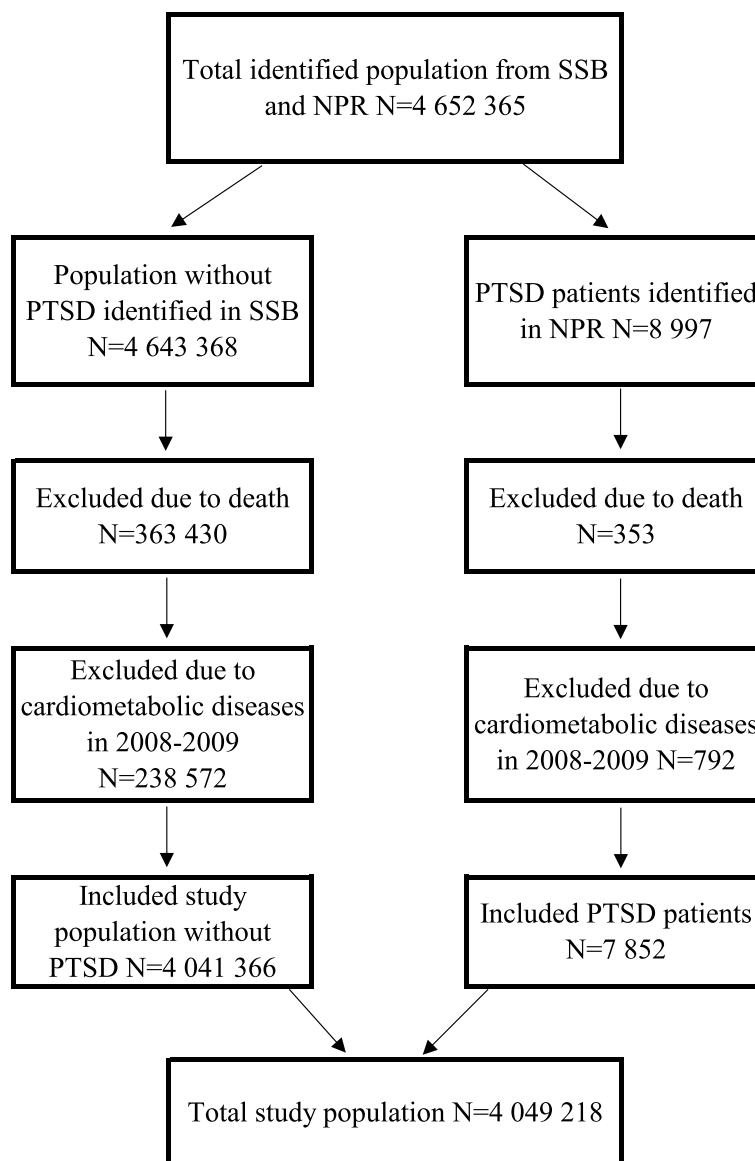 Total identified population from SSB
and NPR N=4 652 365
Population without
PTSD identified in SSB
N=4 643 368
PTSD patients identified
in NPR N=8 997
Excluded due to death
N=363 430
Excluded due to death
N=353
Excluded due to
cardiometabolic diseases
in 2008-2009
N=238 572
Excluded due to
cardiometabolic diseases
in 2008-2009 N=792
Included study
population without
PTSD N=4 041 366
Included PTSD patients
N=7 852
Total study population N=4 049 218